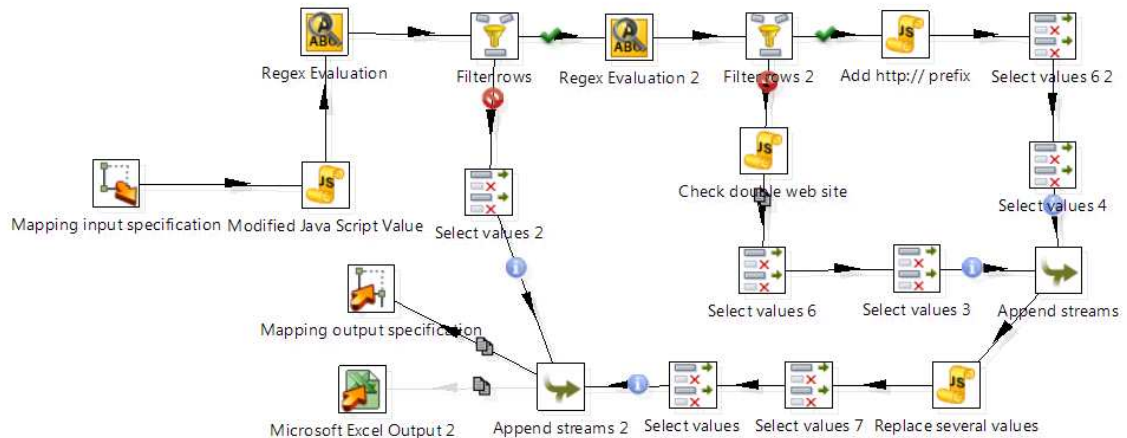 Regex Evaluation
Filter rows
Regex Evaluation 2
Filter rows 2
Add http:// prefix
Select values 6 2
Mapping input specification
Modified Java Script Value
Select values 2
Check double web site
Select values 4
Mapping output specification
Select values 6
Select values 3
Append streams
Microsoft Excel Output 2
Append streams 2
Select values
Select values 7
Replace several values